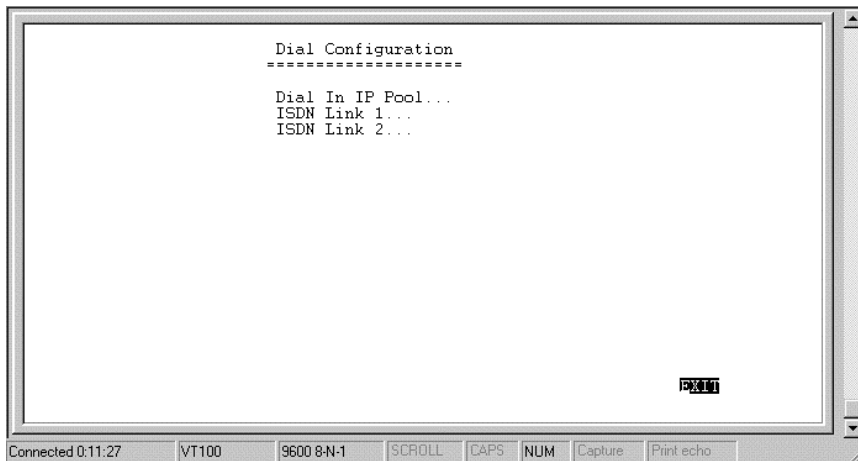 Dial Configuration
=====================
Dial In IP Pool...
ISDN Link 1...
ISDN Link 2...
EXIT
Connected 0:11:27 VT100 9600 8-N-1 SCROLL CAPS NUM Capture Print echo